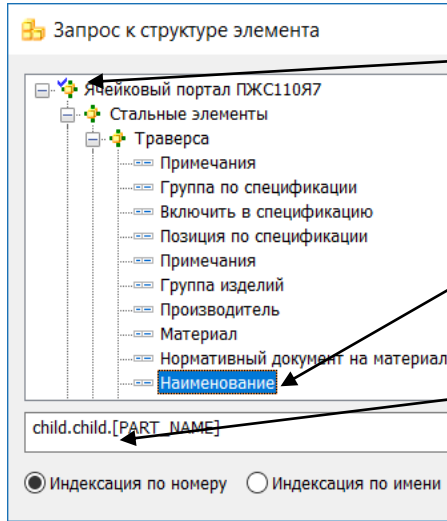 Запрос к структуре элемента
Ячейковый портал ПЖС110Я7
Стальные элементы
Траверса
Примечания
Группа по спецификации
Включить в спецификацию
Позиция по спецификации
Примечания
Группа изделий
Производитель
Материал
Нормативный документ на материал
Наименование
child.child.[PART_NAME]
Индексация по номеру Индексация по имени